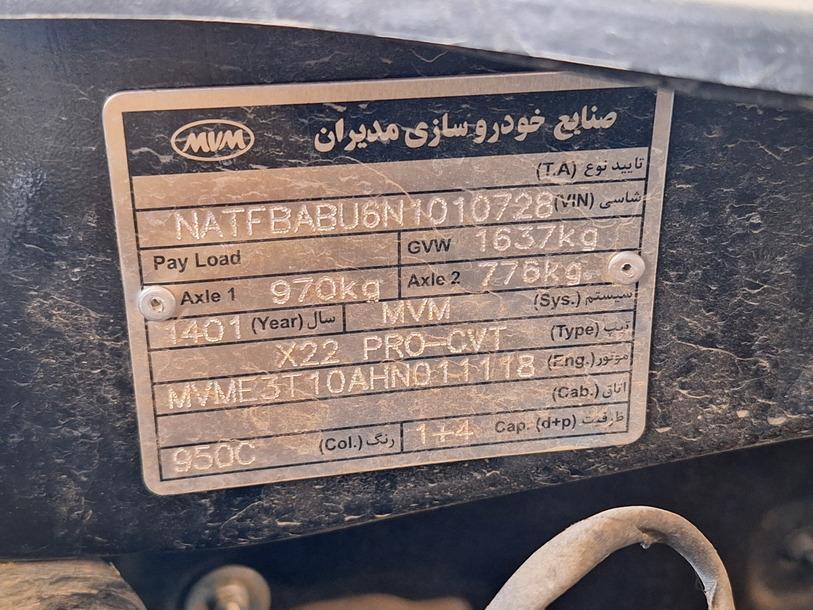 MVM صنایع خودروسازی مدیران
تایید نوع (T.A)
شاسی (VIN) NATFBABU6N1010728
Pay Load GVW 1637kg
Axle 1 970kg Axle 2 776kg
سال (Year) 1401 سیستم (Sys.) MVM
تیپ (Type) X22 PRO-CVT
موتور (Eng.) MVME3T10AHN011118
اتاق (Cab.)
رنگ (Col.) 950C ظرفیت Cap. (d+p) 1+4